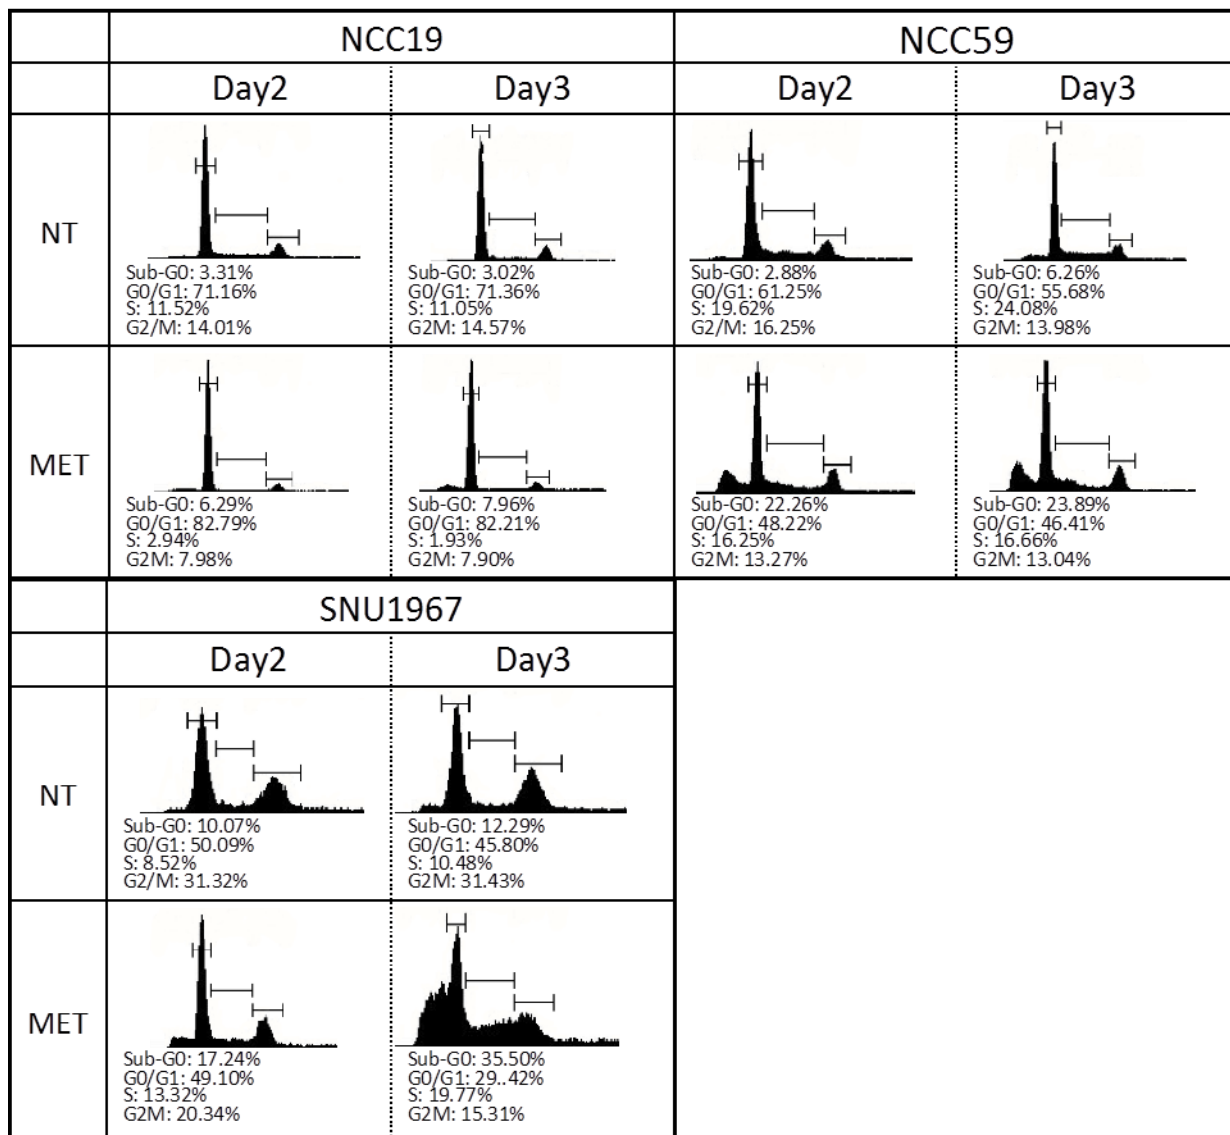 NCC19
NCC59
Day2
Day3
Day2
Day3
NT
Sub-G0: 3.31%
G0/G1: 71.16%
S: 11.52%
G2/M: 14.01%
Sub-G0: 3.02%
G0/G1: 71.36%
S: 11.05%
G2M: 14.57%
Sub-G0: 2.88%
G0/G1: 61.25%
S: 19.62%
G2/M: 16.25%
Sub-G0: 6.26%
G0/G1: 55.68%
S: 24.08%
G2M: 13.98%
MET
Sub-G0: 6.29%
G0/G1: 82.79%
S: 2.94%
G2M: 7.98%
Sub-G0: 7.96%
G0/G1: 82.21%
S: 1.93%
G2M: 7.90%
Sub-G0: 22.26%
G0/G1: 48.22%
S: 16.25%
G2M: 13.27%
Sub-G0: 23.89%
G0/G1: 46.41%
S: 16.66%
G2M: 13.04%
SNU1967
Day2
Day3
NT
Sub-G0: 10.07%
G0/G1: 50.09%
S: 8.52%
G2/M: 31.32%
Sub-G0: 12.29%
G0/G1: 45.80%
S: 10.48%
G2M: 31.43%
MET
Sub-G0: 17.24%
G0/G1: 49.10%
S: 13.32%
G2M: 20.34%
Sub-G0: 35.50%
G0/G1: 29..42%
S: 19.77%
G2M: 15.31%